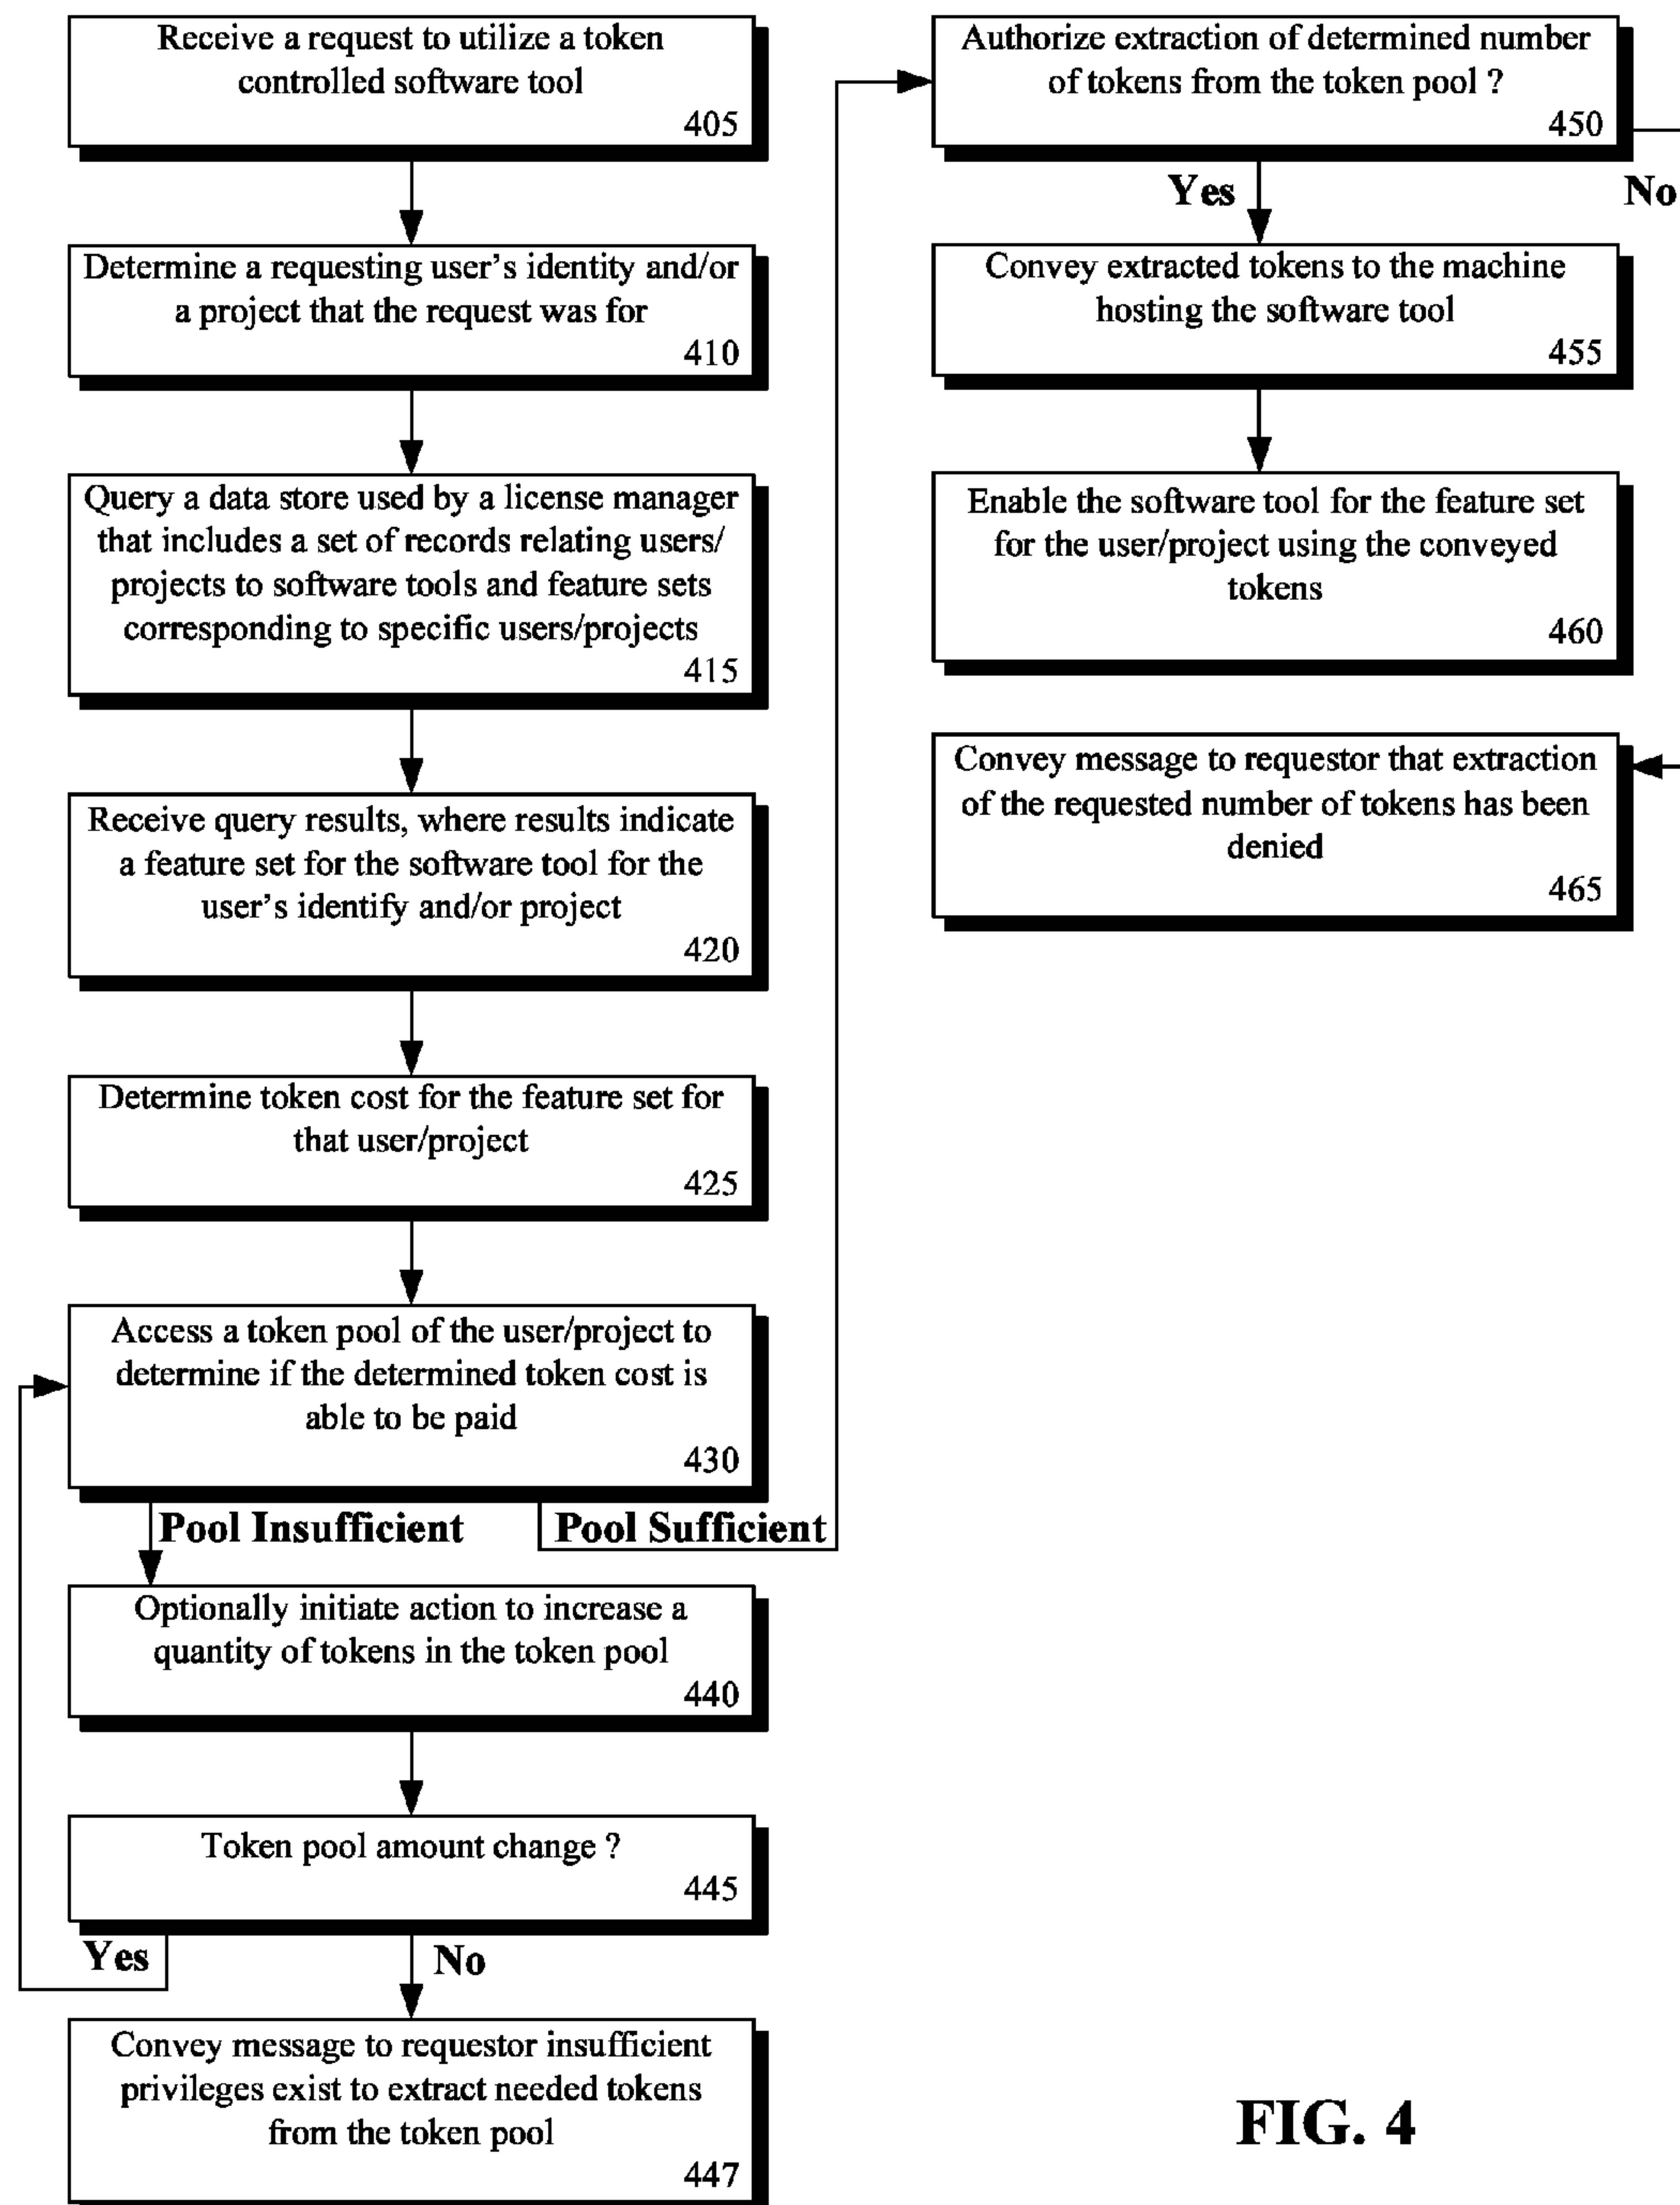 Receive a request to utilize a token
controlled software tool
405
Determine a requesting user's identity and/or
a project that the request was for
410
Query a data store used by a license manager
that includes a set of records relating users/
projects to software tools and feature sets
corresponding to specific users/projects
415
Receive query results, where results indicate
a feature set for the software tool for the
user's identify and/or project
420
Determine token cost for the feature set for
that user/project
425
Access a token pool of the user/project to
determine if the determined token cost is
able to be paid
430
Pool Insufficient
Pool Sufficient
Optionally initiate action to increase a
quantity of tokens in the token pool
440
Token pool amount change ?
445
Yes
No
Convey message to requestor insufficient
privileges exist to extract needed tokens
from the token pool
447
Authorize extraction of determined number
of tokens from the token pool ?
450
Yes
No
Convey extracted tokens to the machine
hosting the software tool
455
Enable the software tool for the feature set
for the user/project using the conveyed
tokens
460
Convey message to requestor that extraction
of the requested number of tokens has been
denied
465
FIG. 4